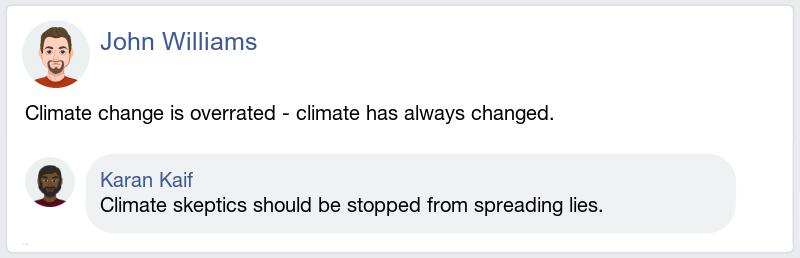 John Williams
Climate change is overrated - climate has always changed.
Karan Kaif
Climate skeptics should be stopped from spreading lies.